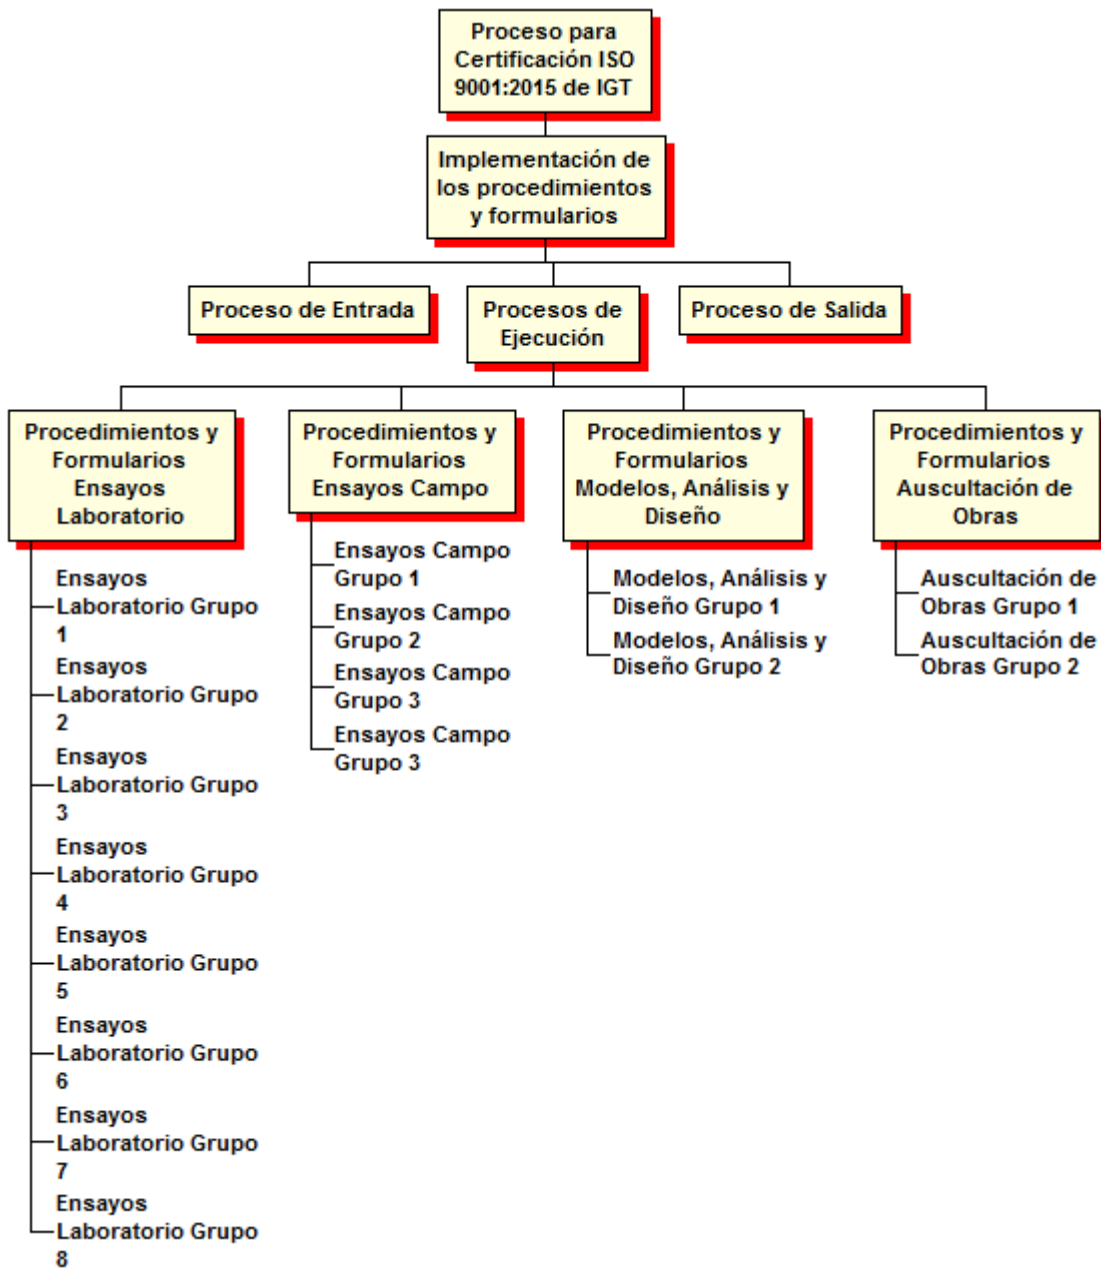 Proceso para
Certificación ISO
9001:2015 de IGT
Implementación de
los procedimientos
y formularios
Proceso de Entrada
Procesos de
Ejecución
Proceso de Salida
Procedimientos y
Formularios
Ensayos
Laboratorio
Procedimientos y
Formularios
Ensayos Campo
Procedimientos y
Formularios
Modelos, Análisis y
Diseño
Procedimientos y
Formularios
Auscultación de
Obras
Ensayos
Laboratorio Grupo
1
Ensayos
Laboratorio Grupo
2
Ensayos
Laboratorio Grupo
3
Ensayos
Laboratorio Grupo
4
Ensayos
Laboratorio Grupo
5
Ensayos
Laboratorio Grupo
6
Ensayos
Laboratorio Grupo
7
Ensayos
Laboratorio Grupo
8
Ensayos Campo
Grupo 1
Ensayos Campo
Grupo 2
Ensayos Campo
Grupo 3
Ensayos Campo
Grupo 3
Modelos, Análisis y
Diseño Grupo 1
Modelos, Análisis y
Diseño Grupo 2
Auscultación de
Obras Grupo 1
Auscultación de
Obras Grupo 2